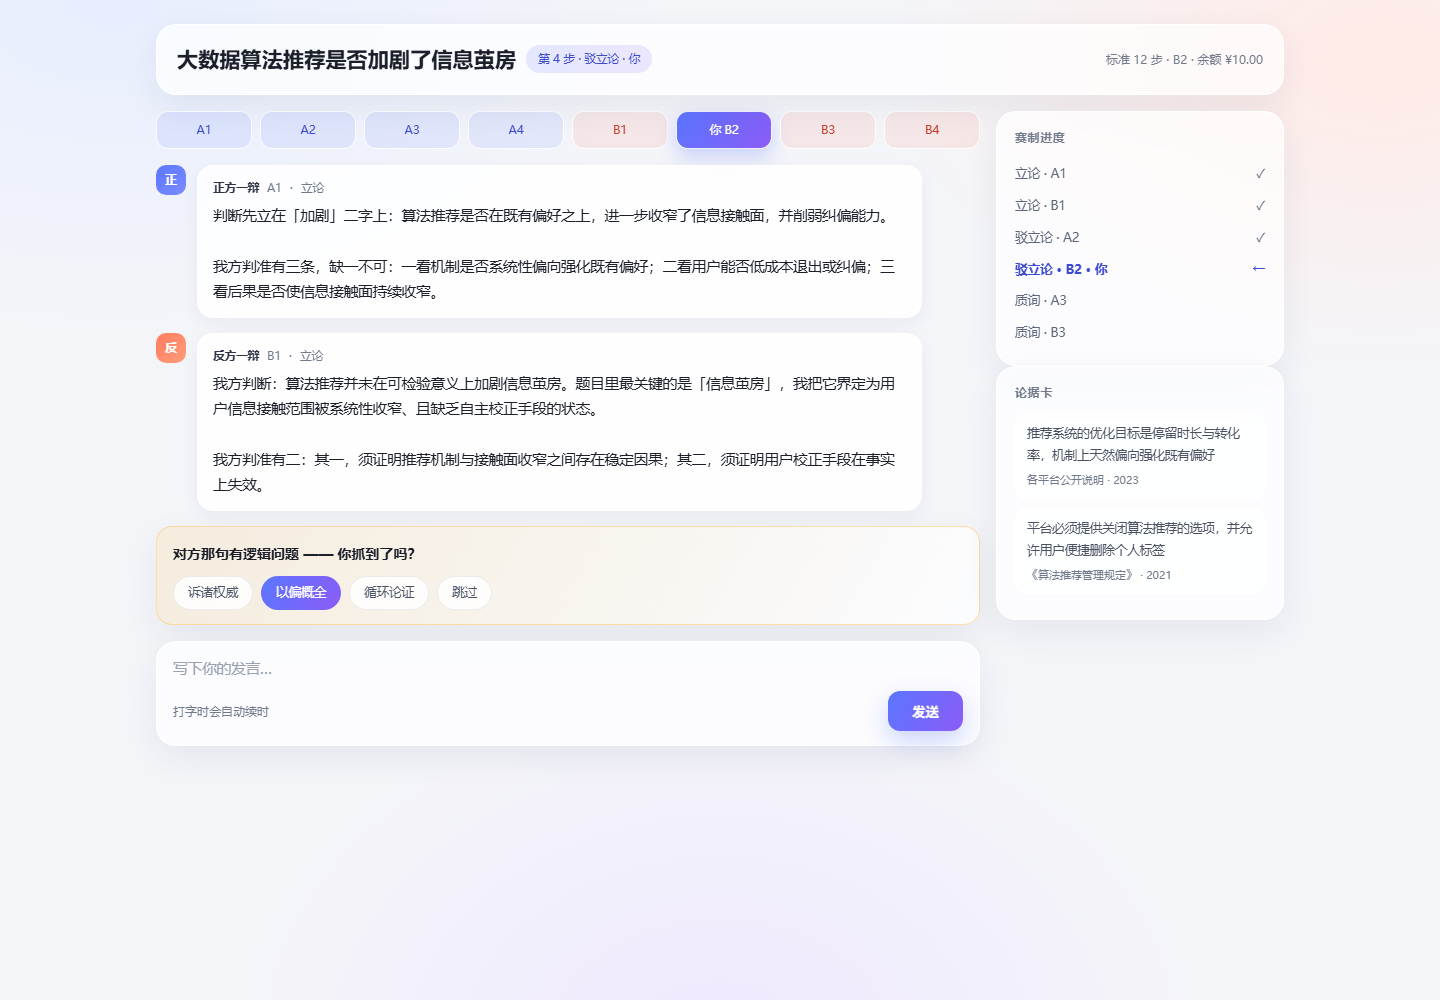 大数据算法推荐是否加剧了信息茧房
第 4 步 · 驳立论 · 你
标准 12 步 · B2 · 余额 ¥10.00
A1
A2
A3
A4
B1
你 B2
B3
B4
正
正方一辩 A1 · 立论
判断先立在「加剧」二字上：算法推荐是否在既有偏好之上，进一步收窄了信息接触面，并削弱纠偏能力。
我方判准有三条，缺一不可：一看机制是否系统性偏向强化既有偏好；二看用户能否低成本退出或纠偏；三
看后果是否使信息接触面持续收窄。
反
反方一辩 B1 · 立论
我方判断：算法推荐并未在可检验意义上加剧信息茧房。题目里最关键的是「信息茧房」，我把它界定为用
户信息接触范围被系统性收窄、且缺乏自主校正手段的状态。
我方判准有二：其一，须证明推荐机制与接触面收窄之间存在稳定因果；其二，须证明用户校正手段在事实
上失效。
对方那句有逻辑问题 —— 你抓到了吗？
诉诸权威
以偏概全
循环论证
跳过
写下你的发言...
打字时会自动续时
发送
赛制进度
立论 · A1 ✓
立论 · B1 ✓
驳立论 · A2 ✓
驳立论 · B2 · 你 ←
质询 · A3
质询 · B3
论据卡
推荐系统的优化目标是停留时长与转化
率，机制上天然偏向强化既有偏好
各平台公开说明 · 2023
平台必须提供关闭算法推荐的选项，并允
许用户便捷删除个人标签
《算法推荐管理规定》 · 2021